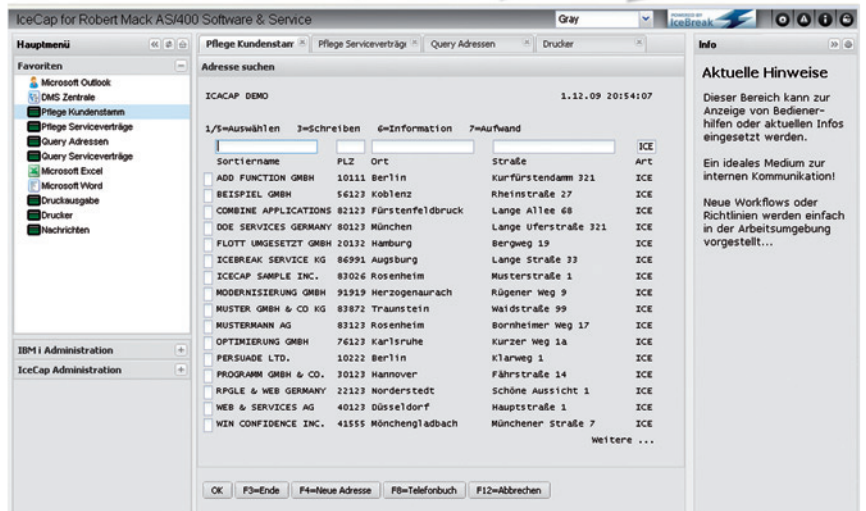 IceCap for Robert Mack AS/400 Software & Service
Gray
POWERED BY
IceBreak
Hauptmenü
Favoriten
Microsoft Outlook
DMS Zentrale
Pflege Kundenstamm
Pflege Serviceverträge
Query Adressen
Query Serviceverträge
Microsoft Excel
Microsoft Word
Druckausgabe
Drucker
Nachrichten
IBM i Administration
IceCap Administration
Pflege Kundenstamr
Pflege Serviceverträge
Query Adressen
Drucker
Adresse suchen
ICACAP DEMO 1.12.09 20:54:07
1/5=Auswählen 3=Schreiben 6=Information 7=Aufwand
ICE
Sortiername PLZ Ort Straße Art
ADD FUNCTION GMBH 10111 Berlin Kurfürstendamm 321 ICE
BEISPIEL GMBH 56123 Koblenz Rheinstraße 27 ICE
COMBINE APPLICATIONS 82123 Fürstenfeldbruck Lange Allee 68 ICE
DOE SERVICES GERMANY 80123 München Lange Uferstraße 321 ICE
FLOTT UMGESETZT GMBH 20132 Hamburg Bergweg 19 ICE
ICEBREAK SERVICE KG 86991 Augsburg Lange Straße 33 ICE
ICECAP SAMPLE INC. 83026 Rosenheim Musterstraße 1 ICE
MODERNISIERUNG GMBH 91919 Herzogenaurach Rügener Weg 9 ICE
MUSTER GMBH & CO KG 83872 Traunstein Waidstraße 99 ICE
MUSTERMANN AG 83123 Rosenheim Bornheimer Weg 17 ICE
OPTIMIERUNG GMBH 76123 Karlsruhe Kurzer Weg 1a ICE
PERSUADE LTD. 10222 Berlin Klarweg 1 ICE
PROGRAMM GMBH & CO. 30123 Hannover Fährstraße 14 ICE
RPGLE & WEB GERMANY 22123 Norderstedt Schöne Aussicht 1 ICE
WEB & SERVICES AG 40123 Düsseldorf Hauptstraße 1 ICE
WIN CONFIDENCE INC. 41555 Mönchengladbach Münchener Straße 7 ICE
Weitere ...
OK F3=Ende F4=Neue Adresse F8=Telefonbuch F12=Abbrechen
Info
Aktuelle Hinweise
Dieser Bereich kann zur
Anzeige von Bediener-
hilfen oder aktuellen Infos
eingesetzt werden.
Ein ideales Medium zur
internen Kommunikation!
Neue Workflows oder
Richtlinien werden einfach
in der Arbeitsumgebung
vorgestellt...